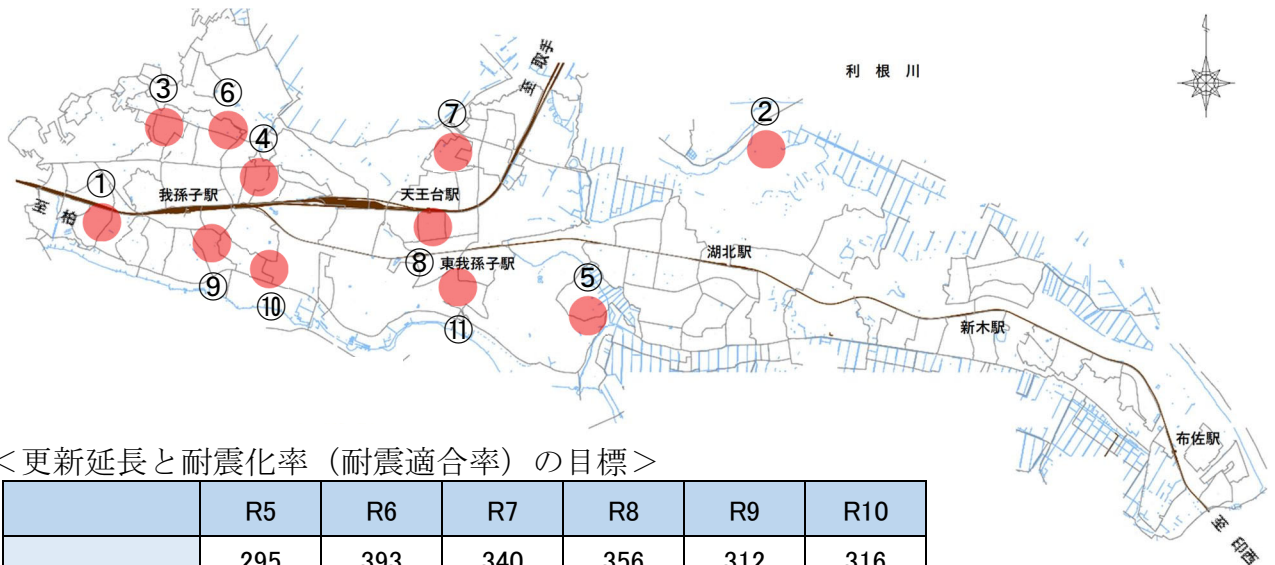 至 取手
利根川
③
⑥
⑦
②
④
①
我孫子駅
天王台駅
至 柏
湖北駅
⑧
東我孫子駅
⑤
⑨
⑩
⑪
新木駅
布佐駅
＜更新延長と耐震化率（耐震適合率）の目標＞
R5 R6 R7 R8 R9 R10
295 393 340 356 312 316
至 印西